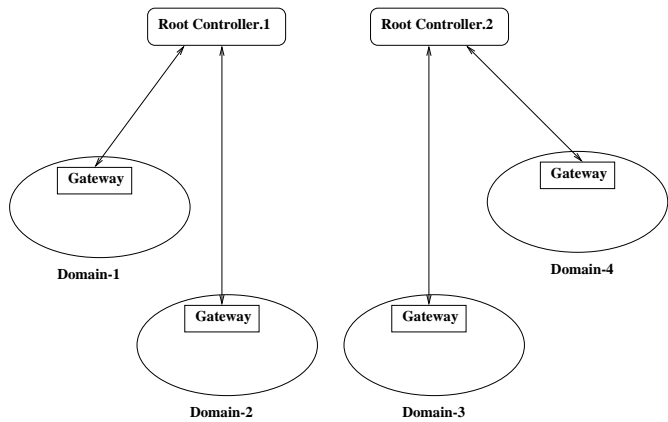 Root Controller.1
Root Controller.2
Gateway
Gateway
Domain-1
Domain-4
Gateway
Gateway
Domain-2
Domain-3